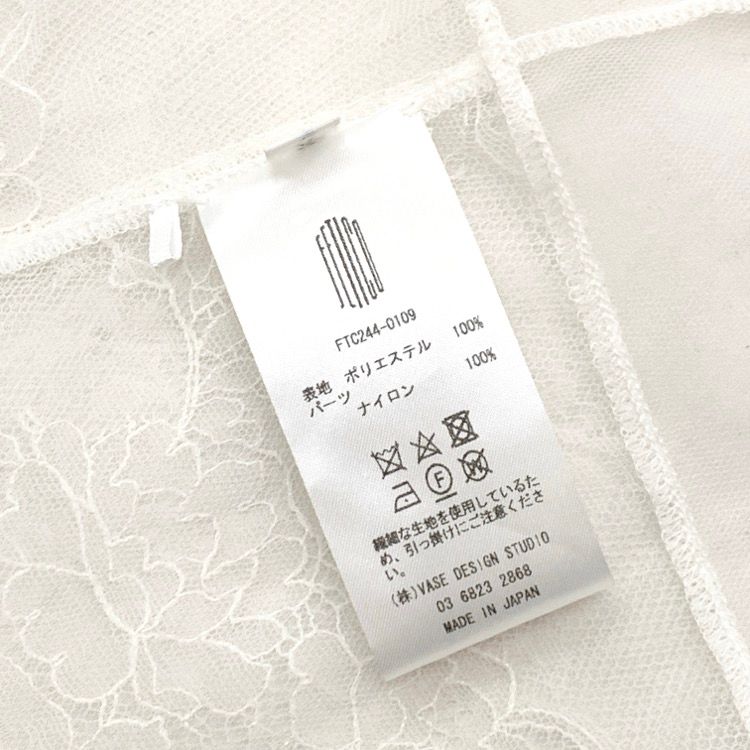 FETICO
FTC244-0109
表地 ポリエステル 100%
パーツ ナイロン 100%
F
W
繊細な生地を使用しているた
め、引っ掛けにご注意くださ
い。
(株)VASE DESIGN STUDIO
03 6823 2868
MADE IN JAPAN